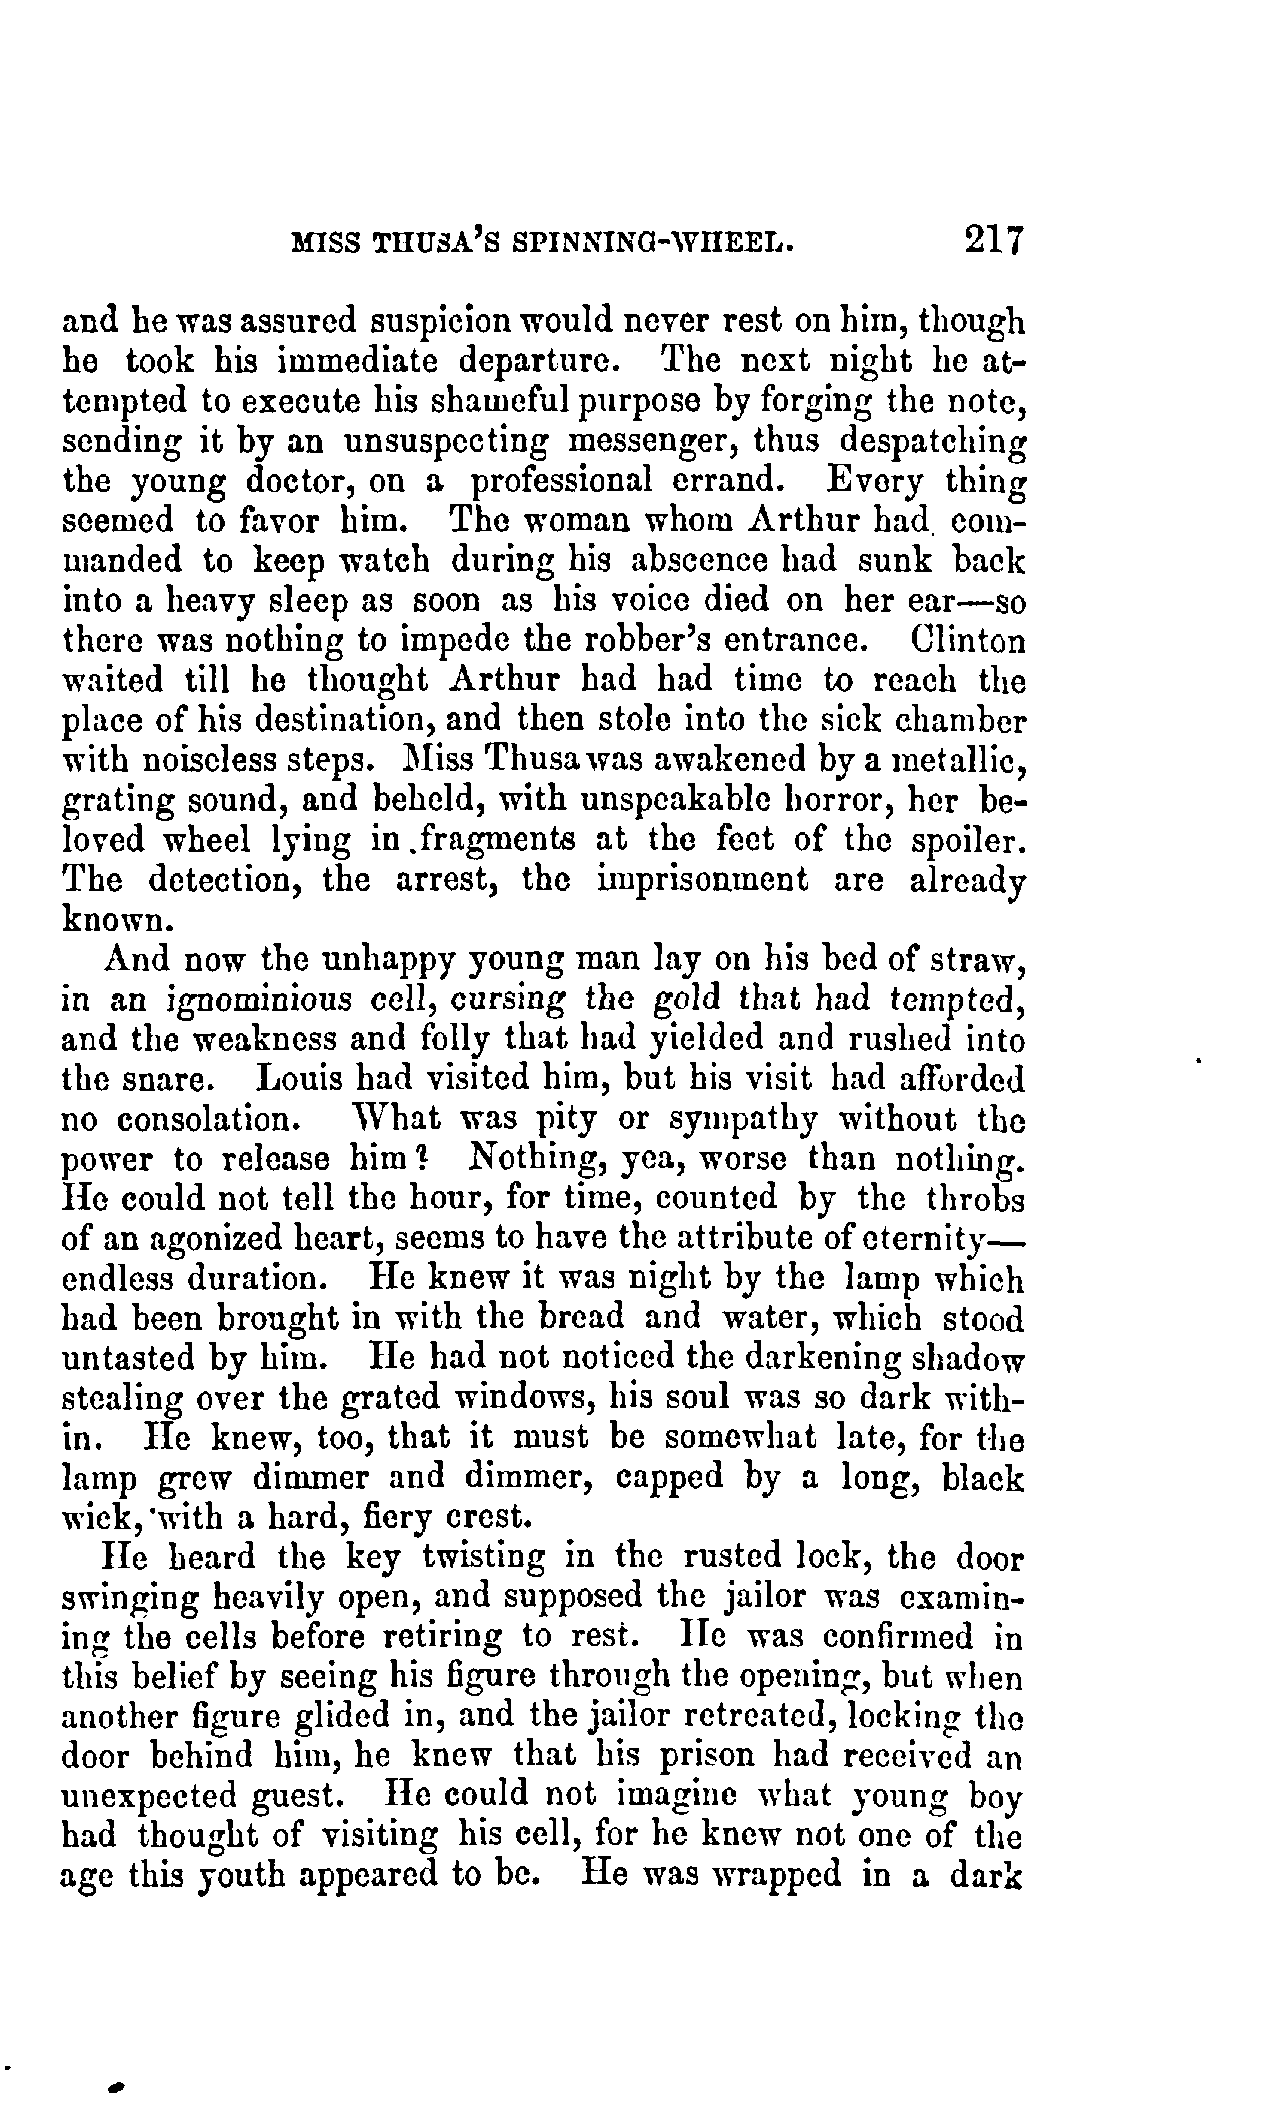 MISS THUSA'S SPINNING-WHEEL. 217
and he was assured suspicion would never rest on him, though
he took his immediate departure. The next night he at-
tempted to execute his shameful purpose by forging the note,
sending it by an unsuspecting messenger, thus despatching
the young doctor, on a professional errand. Every thing
seemed to favor him. The woman whom Arthur had com-
manded to keep watch during his abscence had sunk back
into a heavy sleep as soon as his voice died on her ear—so
there was nothing to impede the robber's entrance. Clinton
waited till he thought Arthur had had time to reach the
place of his destination, and then stole into the sick chamber
with noiseless steps. Miss Thusa was awakened by a metallic,
grating sound, and beheld, with unspeakable horror, her be-
loved wheel lying in fragments at the feet of the spoiler.
The detection, the arrest, the imprisonment are already
known.
And now the unhappy young man lay on his bed of straw,
in an ignominious cell, cursing the gold that had tempted,
and the weakness and folly that had yielded and rushed into
the snare. Louis had visited him, but his visit had afforded
no consolation. What was pity or sympathy without the
power to release him? Nothing, yea, worse than nothing.
He could not tell the hour, for time, counted by the throbs
of an agonized heart, seems to have the attribute of eternity—
endless duration. He knew it was night by the lamp which
had been brought in with the bread and water, which stood
untasted by him. He had not noticed the darkening shadow
stealing over the grated windows, his soul was so dark with-
in. He knew, too, that it must be somewhat late, for the
lamp grew dimmer and dimmer, capped by a long, black
wick, with a hard, fiery crest.
He heard the key twisting in the rusted lock, the door
swinging heavily open, and supposed the jailor was examin-
ing the cells before retiring to rest. He was confirmed in
this belief by seeing his figure through the opening, but when
another figure glided in, and the jailor retreated, locking the
door behind him, he knew that his prison had received an
unexpected guest. He could not imagine what young boy
had thought of visiting his cell, for he knew not one of the
age this youth appeared to be. He was wrapped in a dark